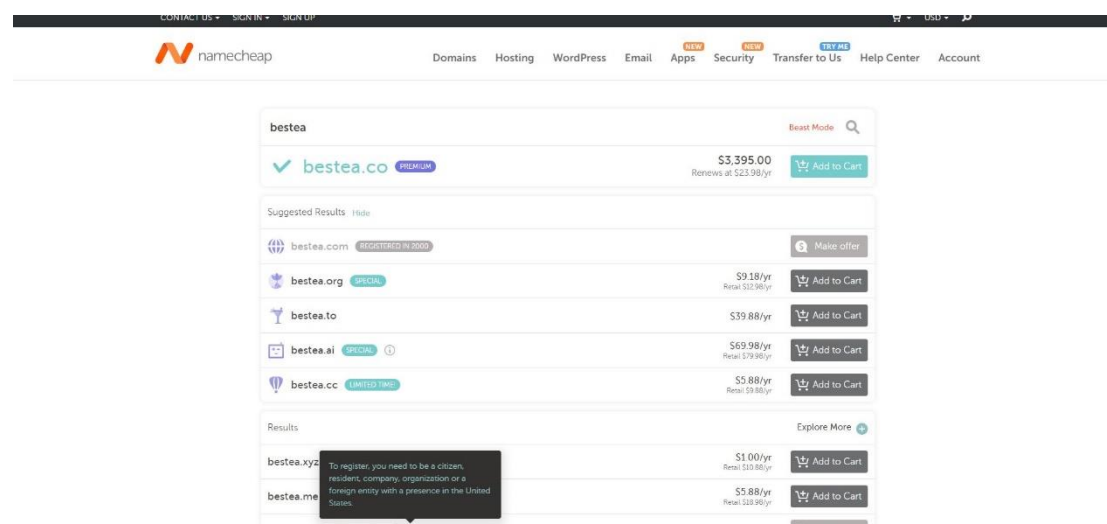 CONTACT US SIGN IN SIGN UP USD
namecheap Domains Hosting WordPress Email Apps NEW Security NEW Transfer to Us TRY ME Help Center Account
bestea Beast Mode
bestea.co PREMIUM $3,395.00 Add to Cart
Renews at $23.98/yr
Suggested Results Hide
bestea.com REGISTERED IN 2000 Make offer
bestea.org SPECIAL $9.18/yr Add to Cart
Retail $12.98/yr
bestea.to $39.88/yr Add to Cart
bestea.ai SPECIAL $69.98/yr Add to Cart
Retail $79.98/yr
bestea.cc LIMITED TIME $5.88/yr Add to Cart
Retail $9.88/yr
Results Explore More
bestea.xyz $1.00/yr Add to Cart
Retail $10.88/yr
bestea.me $5.88/yr Add to Cart
Retail $18.98/yr
To register, you need to be a citizen,
resident, company, organization or a
foreign entity with a presence in the United
States.